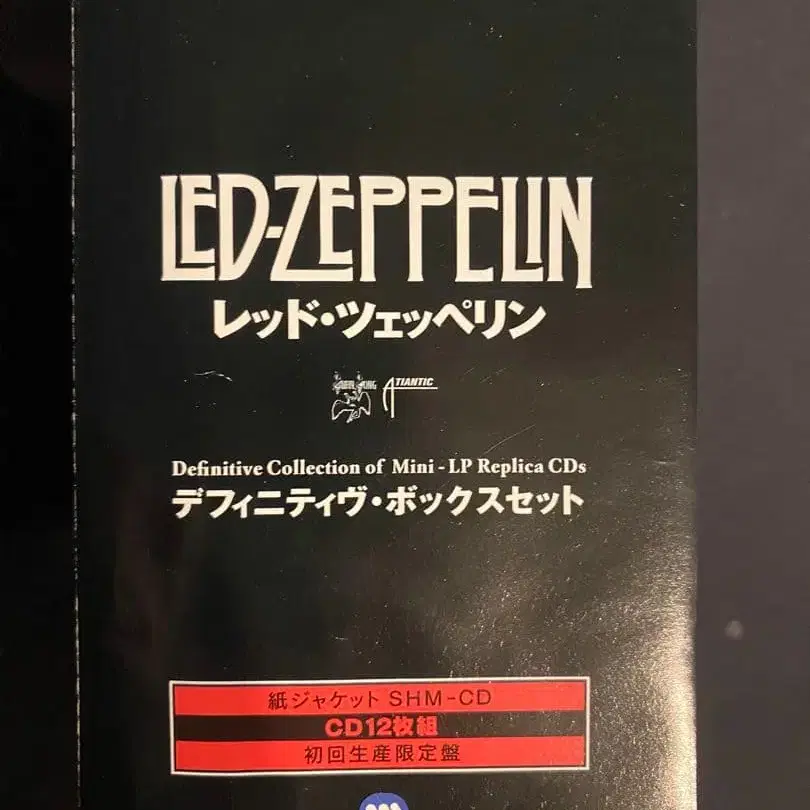 LED-ZEPPELIN
レッド・ツェッペリン
SWAN SONG ATLANTIC
Definitive Collection of Mini-LP Replica CDs
デフィニティヴ・ボックスセット
紙ジャケット SHM-CD
CD12枚組
初回生産限定盤